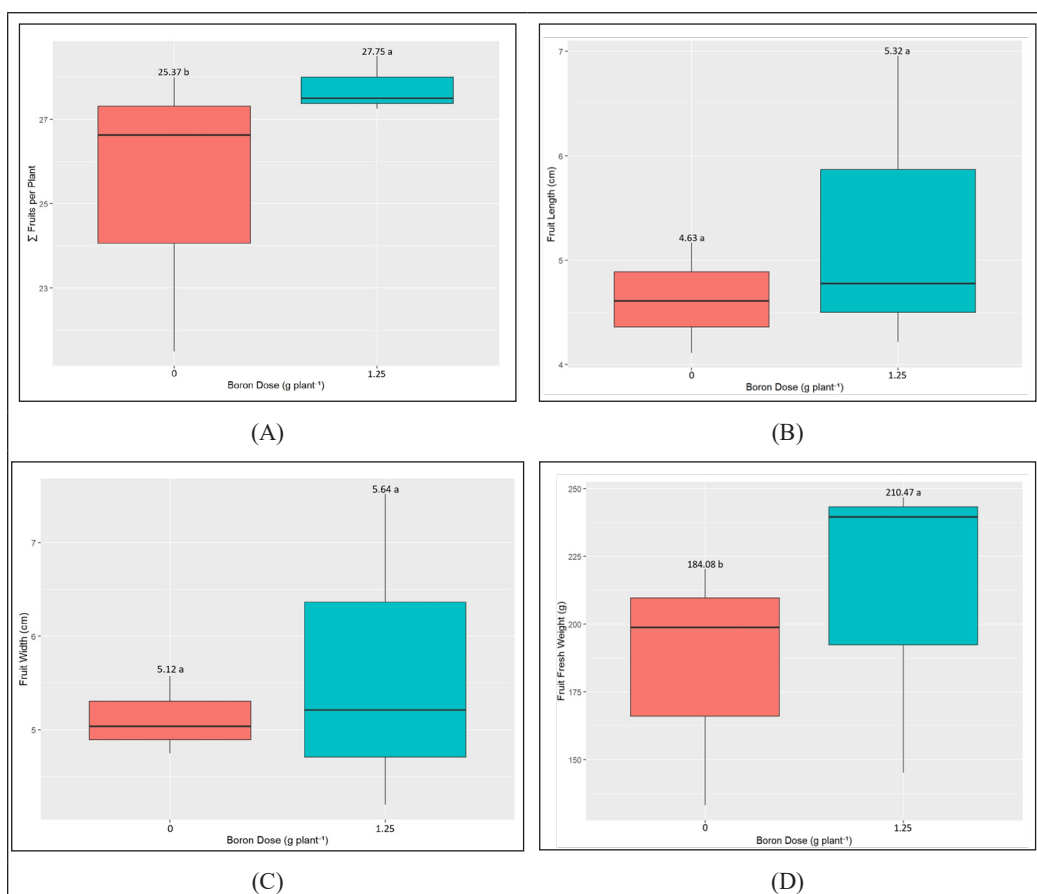 27.75 a
25.37 b
27
25
23
Σ Fruits per Plant
0
1.25
Boron Dose (g plant⁻¹)
(A)
5.32 a
7
6
4.63 a
5
4
Fruit Length (cm)
0
1.25
Boron Dose (g plant⁻¹)
(B)
5.64 a
7
6
5.12 a
5
Fruit Width (cm)
0
1.25
Boron Dose (g plant⁻¹)
(C)
250
210.47 a
225
184.08 b
200
175
150
Fruit Fresh Weight (g)
0
1.25
Boron Dose (g plant⁻¹)
(D)